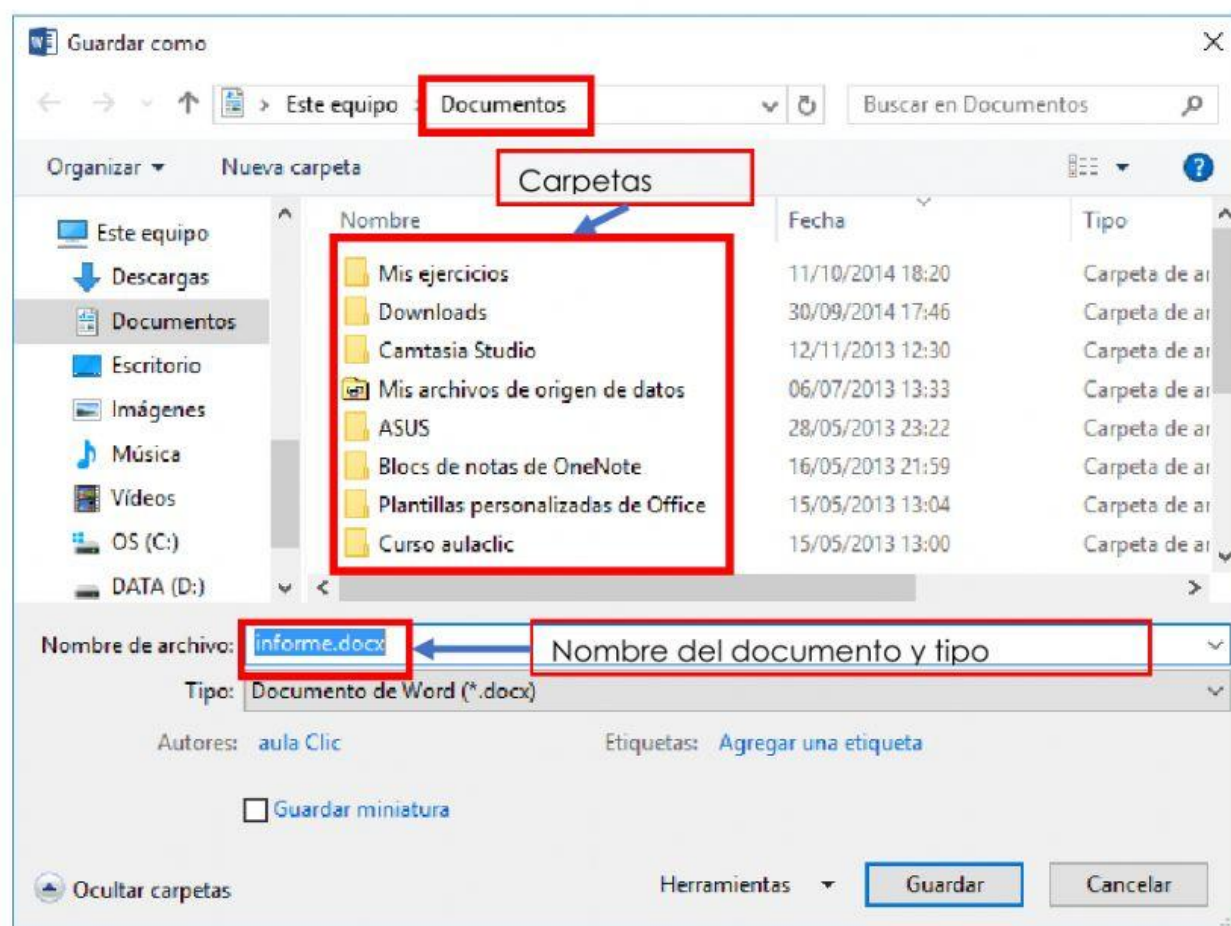 Guardar como
Este equipo > Documentos
Buscar en Documentos
Organizar
Nueva carpeta
Carpetas
Nombre
Fecha
Tipo
Este equipo
Descargas
Documentos
Escritorio
Imágenes
Música
Vídeos
OS (C:)
DATA (D:)
Mis ejercicios 11/10/2014 18:20 Carpeta de ar
Downloads 30/09/2014 17:46 Carpeta de ar
Camtasia Studio 12/11/2013 12:30 Carpeta de ar
Mis archivos de origen de datos 06/07/2013 13:33 Carpeta de ar
ASUS 28/05/2013 23:22 Carpeta de ar
Blocs de notas de OneNote 16/05/2013 21:59 Carpeta de ar
Plantillas personalizadas de Office 15/05/2013 13:04 Carpeta de ar
Curso aulaclic 15/05/2013 13:00 Carpeta de ar
Nombre de archivo: informe.docx
Nombre del documento y tipo
Tipo: Documento de Word (*.docx)
Autores: aula Clic
Etiquetas: Agregar una etiqueta
Guardar miniatura
Ocultar carpetas
Herramientas
Guardar
Cancelar